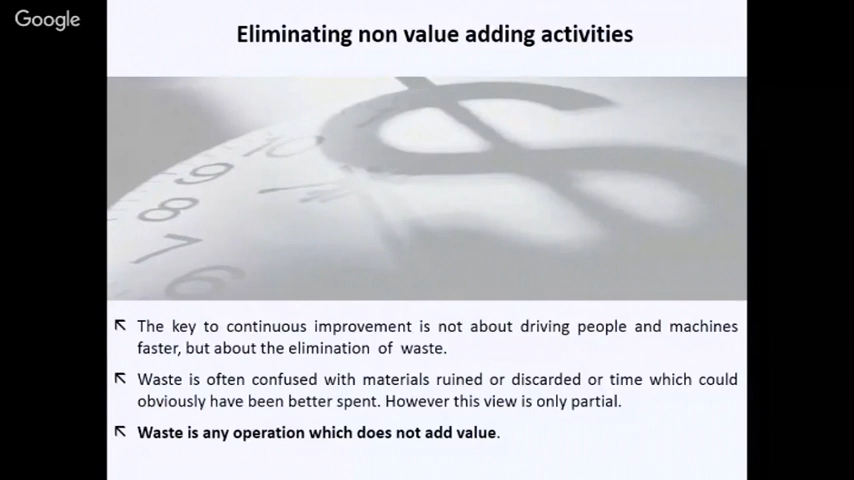 Google
Eliminating non value adding activities
10
9
8
7
6
$
The key to continuous improvement is not about driving people and machines
faster, but about the elimination of waste.
Waste is often confused with materials ruined or discarded or time which could
obviously have been better spent. However this view is only partial.
Waste is any operation which does not add value.